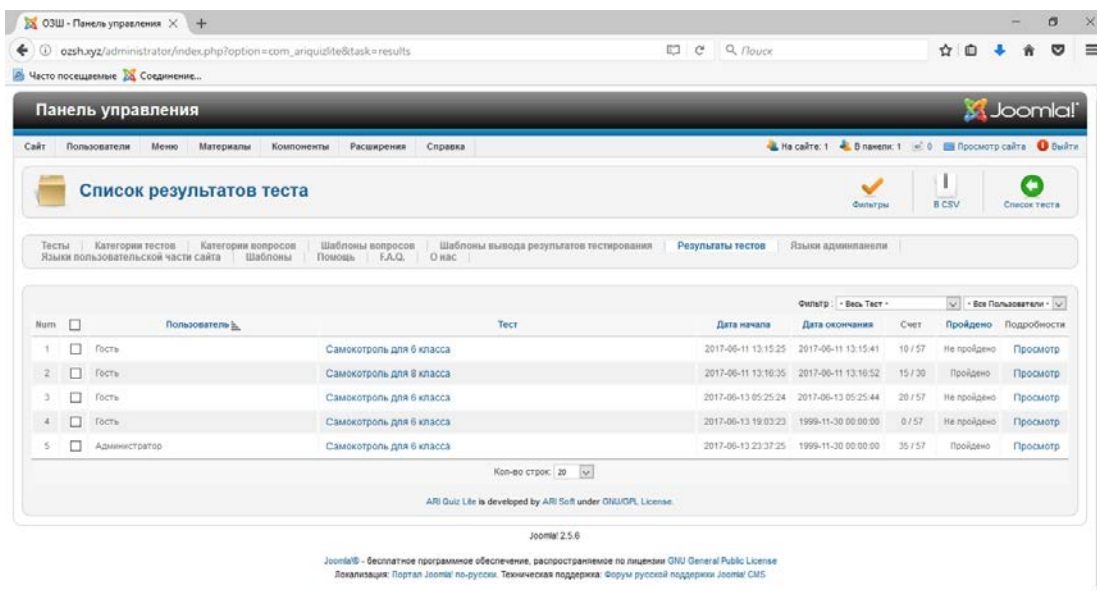 ОЗШ - Панель управления
ozsh.xyz/administrator/index.php?option=com_ariquizlite&task=results
Поиск
Часто посещаемые Соединение...
Панель управления
Joomla!
Сайт Пользователи Меню Материалы Компоненты Расширения Справка На сайте: 1 В панели: 1 0 Просмотр сайта Выйти
Список результатов теста
Фильтры В CSV Список теста
Тесты Категории тестов Категории вопросов Шаблоны вопросов Шаблоны вывода результатов тестирования Результаты тестов Языки админпанели
Языки пользовательской части сайта Шаблоны Помощь F.A.Q. О нас
Фильтр : - Весь Тест - - Все Пользователи -
Num Пользователь Тест Дата начала Дата окончания Счет Пройдено Подробности
1 Гость Самокотроль для 6 класса 2017-06-11 13:15:25 2017-06-11 13:15:41 10 / 57 Не пройдено Просмотр
2 Гость Самокотроль для 8 класса 2017-06-11 13:16:35 2017-06-11 13:16:52 15 / 30 Пройдено Просмотр
3 Гость Самокотроль для 6 класса 2017-06-13 05:25:24 2017-06-13 05:25:44 20 / 57 Не пройдено Просмотр
4 Гость Самокотроль для 6 класса 2017-06-13 19:03:23 1999-11-30 00:00:00 0 / 57 Не пройдено Просмотр
5 Администратор Самокотроль для 6 класса 2017-06-13 23:37:25 1999-11-30 00:00:00 35 / 57 Пройдено Просмотр
Кол-во строк: 20
ARI Quiz Lite is developed by ARI Soft under GNU/GPL License.
Joomla! 2.5.6
Joomla!® - бесплатное программное обеспечение, распространяемое по лицензии GNU General Public License
Локализация: Портал Joomla! по-русски. Техническая поддержка: Форум русской поддержки Joomla! CMS